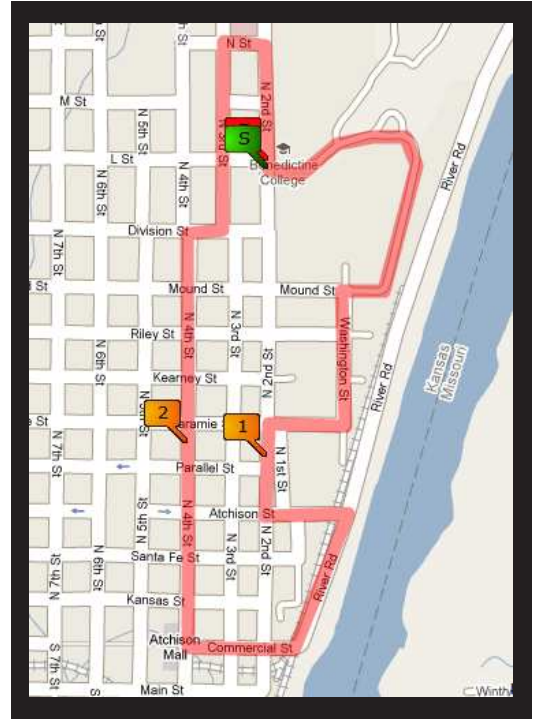 N St
M St
N 5th St
N 3rd St
N 2nd St
S
L St
N 4th St
Benedictine
College
N 6th St
River Rd
N 7th St
Division St
Mound St
Mound St
N 4th St
N 3rd St
Washington St
Riley St
N 6th St
Kearney St
N 2nd St
River Rd
Kansas
Missouri
2
1
N 7th St
Parallel St
N 1st St
Atchison St
N 5th St
N 4th St
N 3rd St
N 2nd St
Santa Fe St
N 6th St
N 7th St
River Rd
Kansas St
Atchison
Mall
Commercial St
S 7th St
Main St
Winth